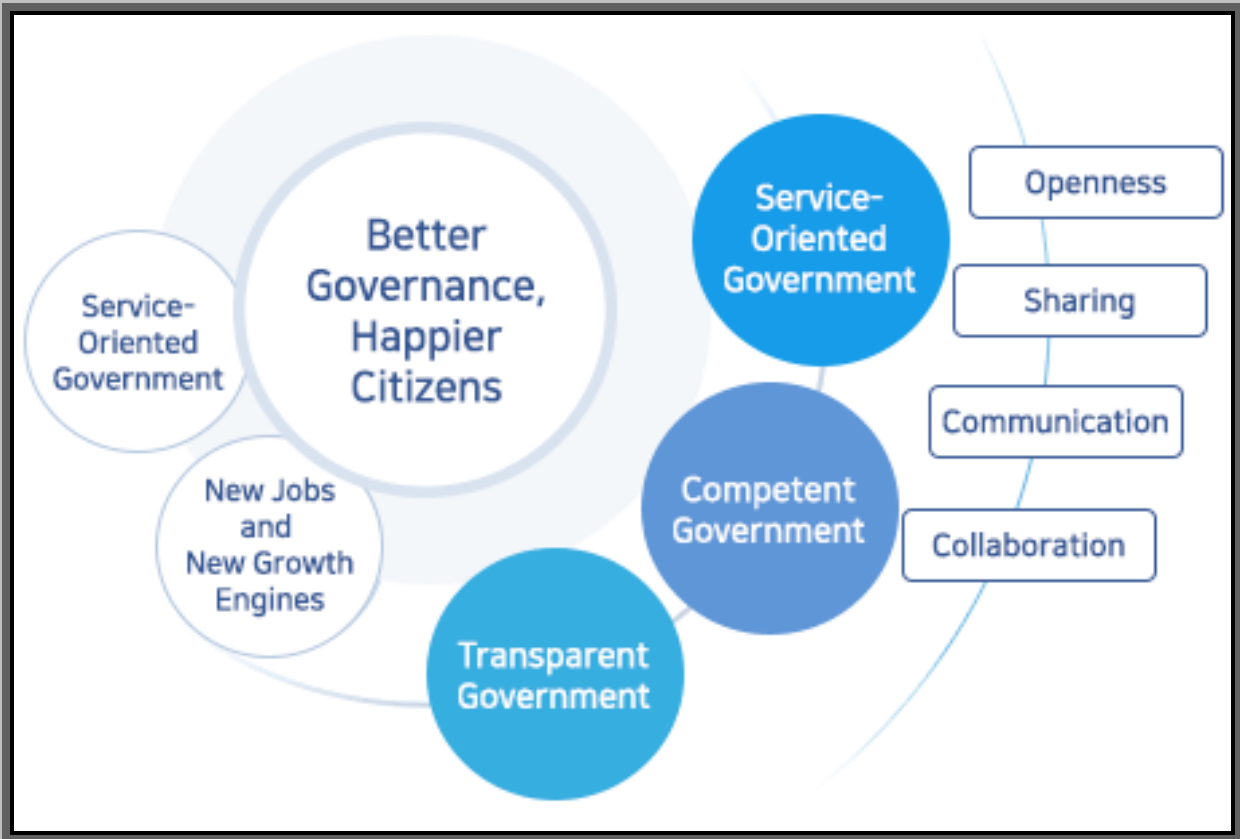 Better
Governance,
Happier
Citizens
Service-
Oriented
Government
New Jobs
and
New Growth
Engines
Service-
Oriented
Government
Competent
Government
Transparent
Government
Openness
Sharing
Communication
Collaboration